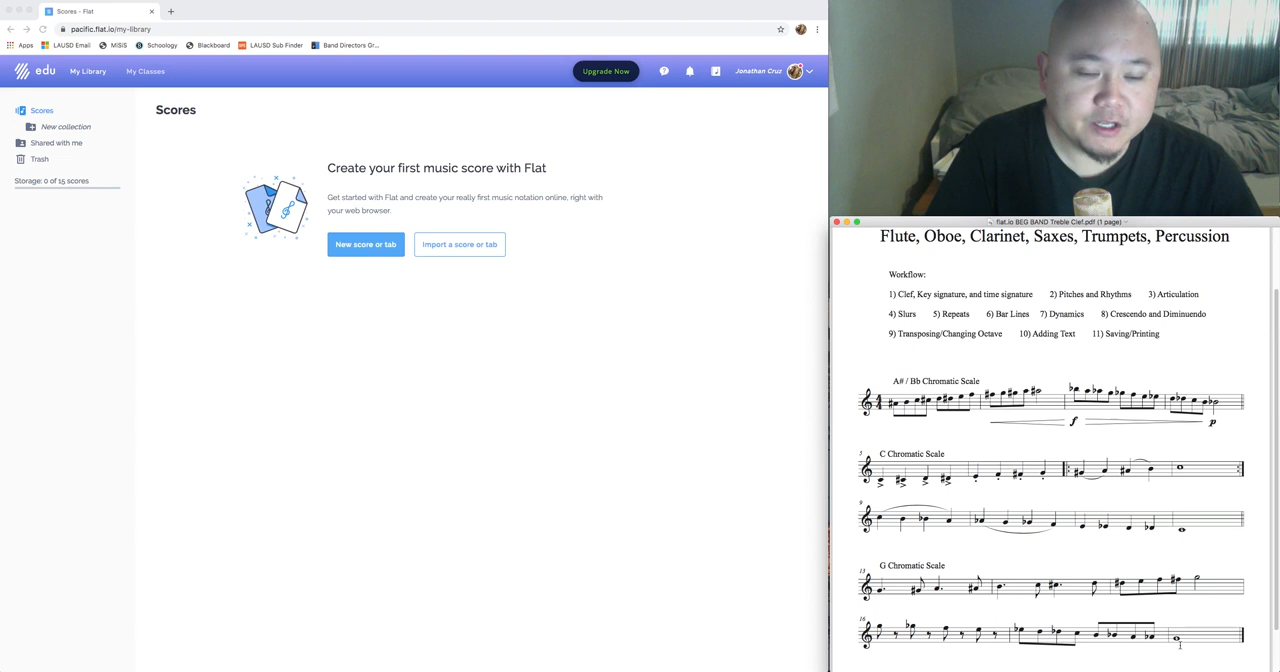 Scores - Flat
pacific.flat.io/my-library
Apps LAUSD Email MiSiS Schoology Blackboard LAUSD Sub Finder Band Directors Gr...
edu My Library My Classes Upgrade Now Jonathan Cruz
Scores
New collection
Shared with me
Trash
Storage: 0 of 15 scores
Scores
Create your first music score with Flat
Get started with Flat and create your really first music notation online, right with
your web browser.
New score or tab Import a score or tab
flat.io BEG BAND Treble Clef.pdf (1 page)
Flute, Oboe, Clarinet, Saxes, Trumpets, Percussion
Workflow:
1) Clef, Key signature, and time signature 2) Pitches and Rhythms 3) Articulation
4) Slurs 5) Repeats 6) Bar Lines 7) Dynamics 8) Crescendo and Diminuendo
9) Transposing/Changing Octave 10) Adding Text 11) Saving/Printing
A# / Bb Chromatic Scale
f p
5 C Chromatic Scale
9
G Chromatic Scale
13
16